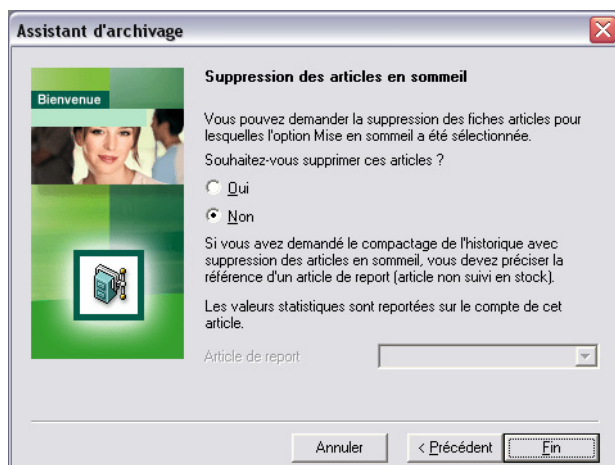 Assistant d'archivage
Bienvenue
Suppression des articles en sommeil
Vous pouvez demander la suppression des fiches articles pour
lesquelles l'option Mise en sommeil a été sélectionnée.
Souhaitez-vous supprimer ces articles ?
Oui
Non
Si vous avez demandé le compactage de l'historique avec
suppression des articles en sommeil, vous devez préciser la
référence d'un article de report (article non suivi en stock).
Les valeurs statistiques sont reportées sur le compte de cet
article.
Article de report
Annuler
< Précédent
Fin